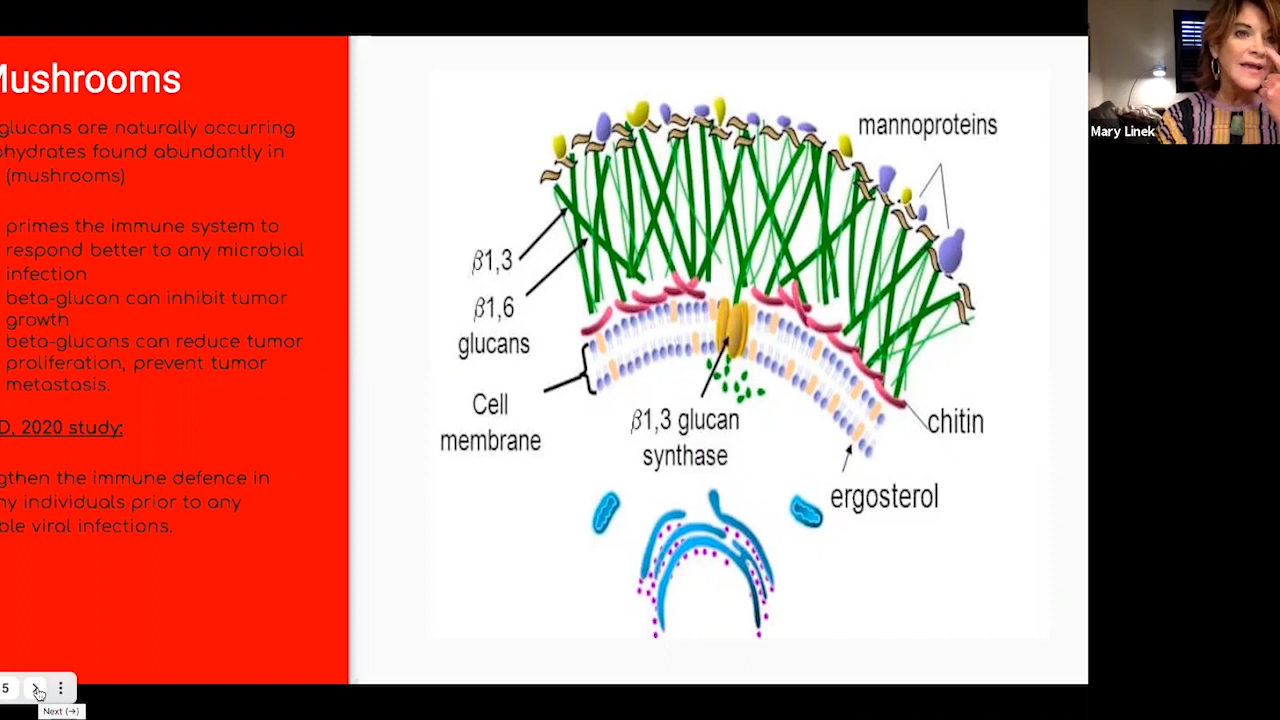 Mushrooms
glucans are naturally occurring
ohydrates found abundantly in
(mushrooms)
primes the immune system to
respond better to any microbial
infection
beta-glucan can inhibit tumor
growth
beta-glucans can reduce tumor
proliferation, prevent tumor
metastasis.
D, 2020 study:
gthen the immune defence in
hy individuals prior to any
ble viral infections.
mannoproteins
β1,3
β1,6
glucans
Cell
membrane
β1,3 glucan
synthase
chitin
ergosterol
Mary Linek
5
Next (→)